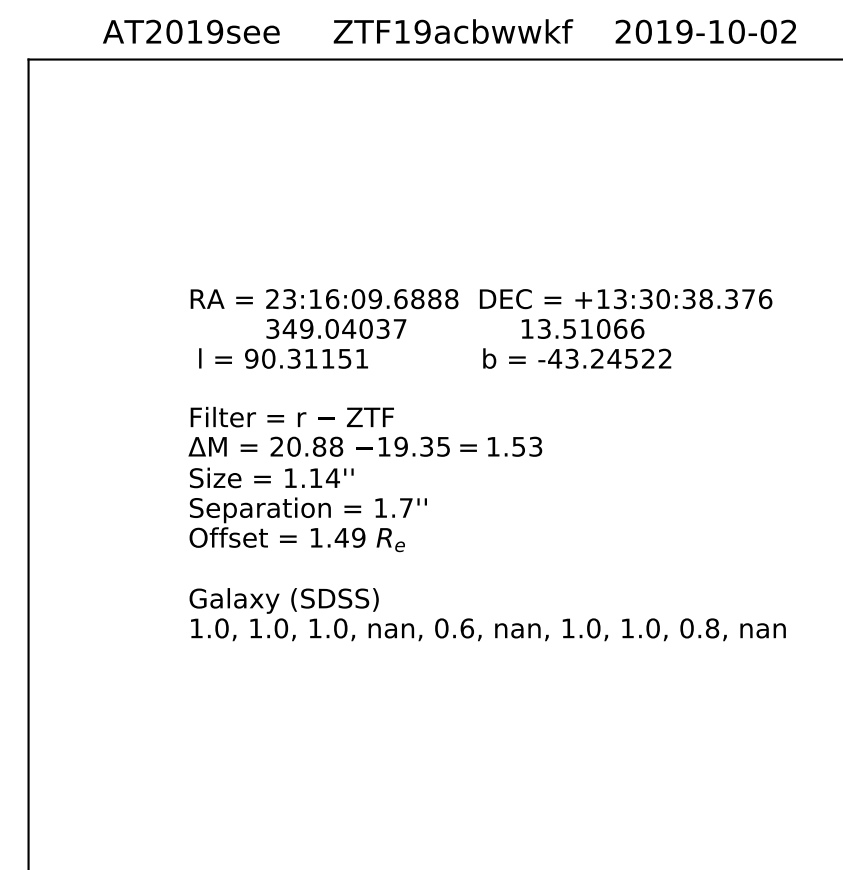 AT2019see ZTF19acbwwkf 2019-10-02
RA = 23:16:09.6888 DEC = +13:30:38.376
349.04037 13.51066
l = 90.31151 b = -43.24522
Filter = r − ZTF
ΔM = 20.88 −19.35 = 1.53
Size = 1.14''
Separation = 1.7''
Offset = 1.49 Re
Galaxy (SDSS)
1.0, 1.0, 1.0, nan, 0.6, nan, 1.0, 1.0, 0.8, nan